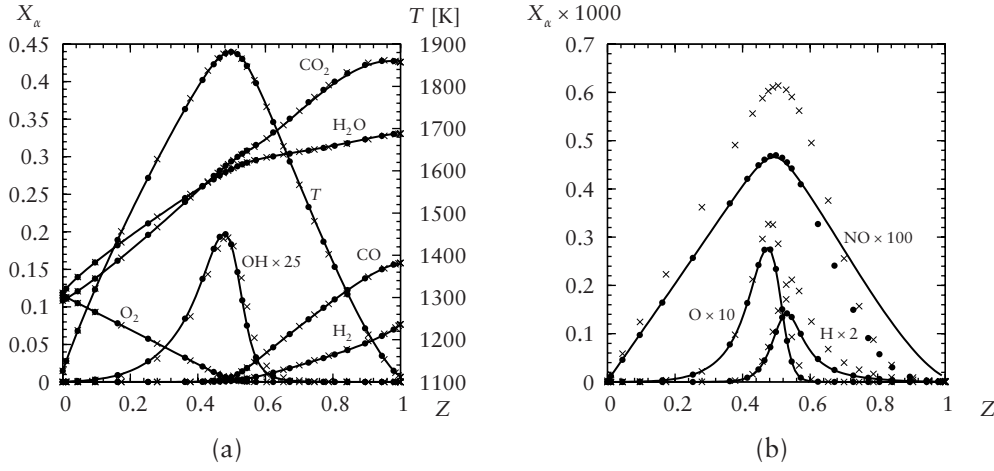 X_α
T [K]
0.45
0.4
0.35
0.3
0.25
0.2
0.15
0.1
0.05
0
1900
1800
1700
1600
1500
1400
1300
1200
1100
0 0.2 0.4 0.6 0.8 1 Z
CO₂
H₂O
T
OH × 25
CO
O₂
H₂
(a)
X_α × 1000
0.7
0.6
0.5
0.4
0.3
0.2
0.1
0
0 0.2 0.4 0.6 0.8 1 Z
NO × 100
O × 10
H × 2
(b)